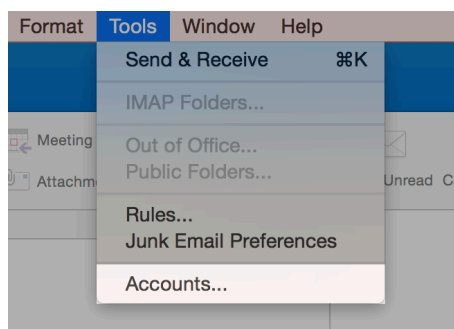 Format Tools Window Help
Send & Receive ⌘K
IMAP Folders...
Meeting
Out of Office...
Public Folders...
Attachm
Unread C
Rules...
Junk Email Preferences
Accounts...